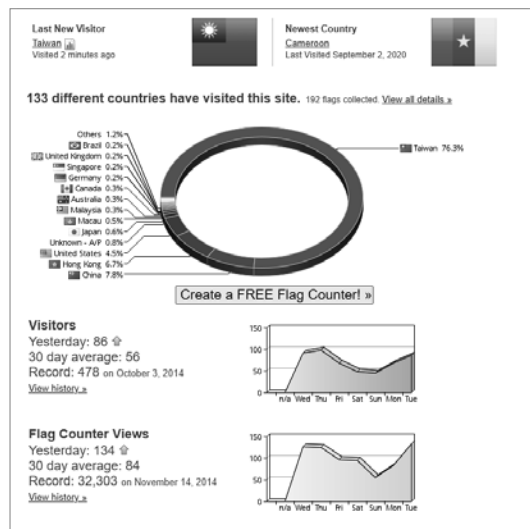 Last New Visitor
Taiwan
Visited 2 minutes ago
Newest Country
Cameroon
Last Visited September 2, 2020
133 different countries have visited this site. 192 flags collected. View all details »
Others 1.2%
Brazil 0.2%
United Kingdom 0.2%
Singapore 0.2%
Germany 0.2%
Canada 0.3%
Australia 0.3%
Malaysia 0.3%
Macau 0.5%
Japan 0.6%
Unknown - A/P 0.8%
United States 4.5%
Hong Kong 6.7%
China 7.8%
Taiwan 76.3%
Create a FREE Flag Counter! »
Visitors
Yesterday: 86
30 day average: 56
Record: 478 on October 3, 2014
View history »
150
100
50
0
n/a Wed Thu Fri Sat Sun Mon Tue
Flag Counter Views
Yesterday: 134
30 day average: 84
Record: 32,303 on November 14, 2014
View history »
150
100
50
0
n/a Wed Thu Fri Sat Sun Mon Tue